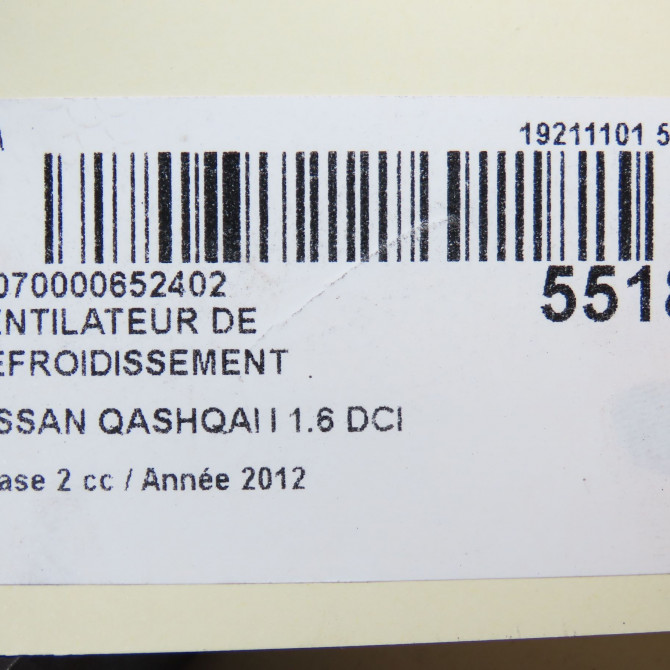 19211101 5
070000652402
5518
ENTILATEUR DE
EFROIDISSEMENT
SSAN QASHQAI I 1.6 DCI
ase 2 cc / Année 2012